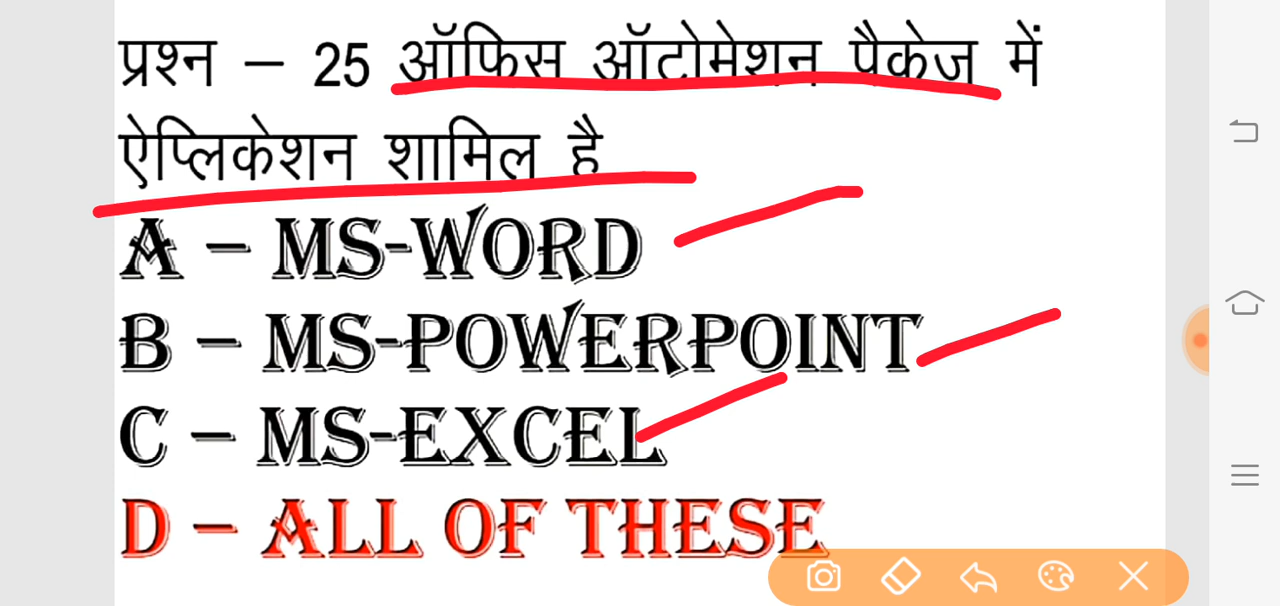 प्रश्न – 25 ऑफिस ऑटोमेशन पैकेज में
ऐप्लिकेशन शामिल है
A – MS-WORD
B – MS-POWERPOINT
C – MS-EXCEL
D – ALL OF THESE